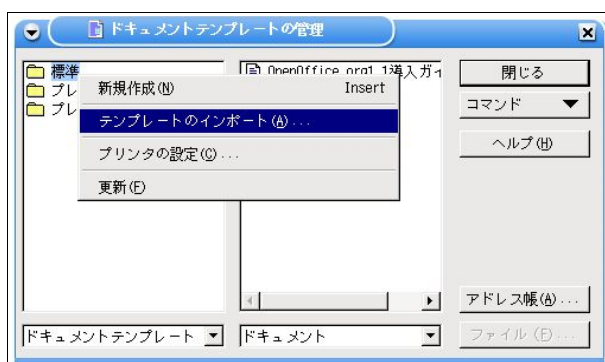 ドキュメントテンプレートの管理
標準
プレ
プレ
新規作成(N) Insert
テンプレートのインポート(A)...
プリンタの設定(C)...
更新(F)
OpenOffice.org1.1導入ガイ
閉じる
コマンド
ヘルプ(H)
アドレス帳(A)...
ファイル(E)...
ドキュメントテンプレート
ドキュメント